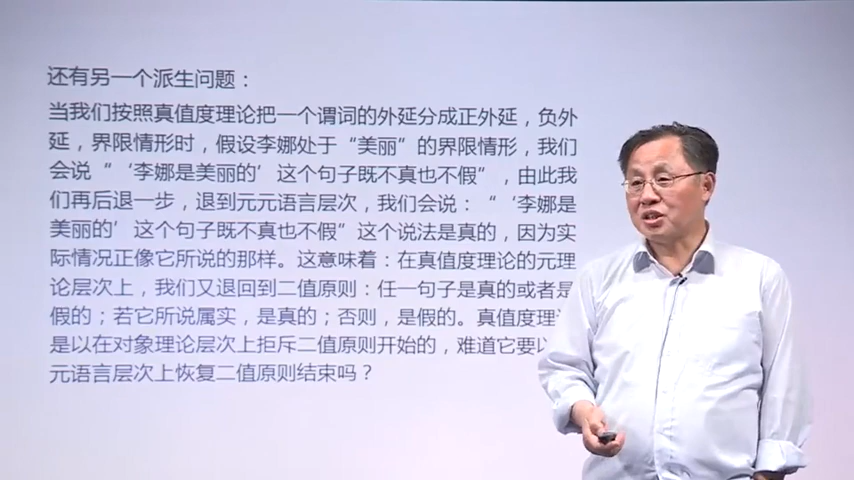 还有另一个派生问题：
当我们按照真值度理论把一个谓词的外延分成正外延，负外
延，界限情形时，假设李娜处于“美丽”的界限情形，我们
会说“‘李娜是美丽的’这个句子既不真也不假”，由此我
们再后退一步，退到元元语言层次，我们会说：“‘李娜是
美丽的’这个句子既不真也不假”这个说法是真的，因为实
际情况正像它所说的那样。这意味着：在真值度理论的元理
论层次上，我们又退回到二值原则：任一句子是真的或者是
假的；若它所说属实，是真的；否则，是假的。真值度理
是以在对象理论层次上拒斥二值原则开始的，难道它要以
元语言层次上恢复二值原则结束吗？